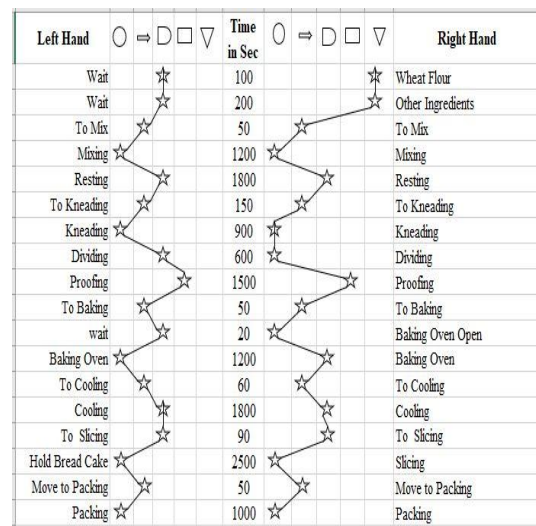 Left Hand Time in Sec Right Hand
Wait 100 Wheat Flour
Wait 200 Other Ingredients
To Mix 50 To Mix
Mixing 1200 Mixing
Resting 1800 Resting
To Kneading 150 To Kneading
Kneading 900 Kneading
Dividing 600 Dividing
Proofing 1500 Proofing
To Baking 50 To Baking
wait 20 Baking Oven Open
Baking Oven 1200 Baking Oven
To Cooling 60 To Cooling
Cooling 1800 Cooling
To Slicing 90 To Slicing
Hold Bread Cake 2500 Slicing
Move to Packing 50 Move to Packing
Packing 1000 Packing